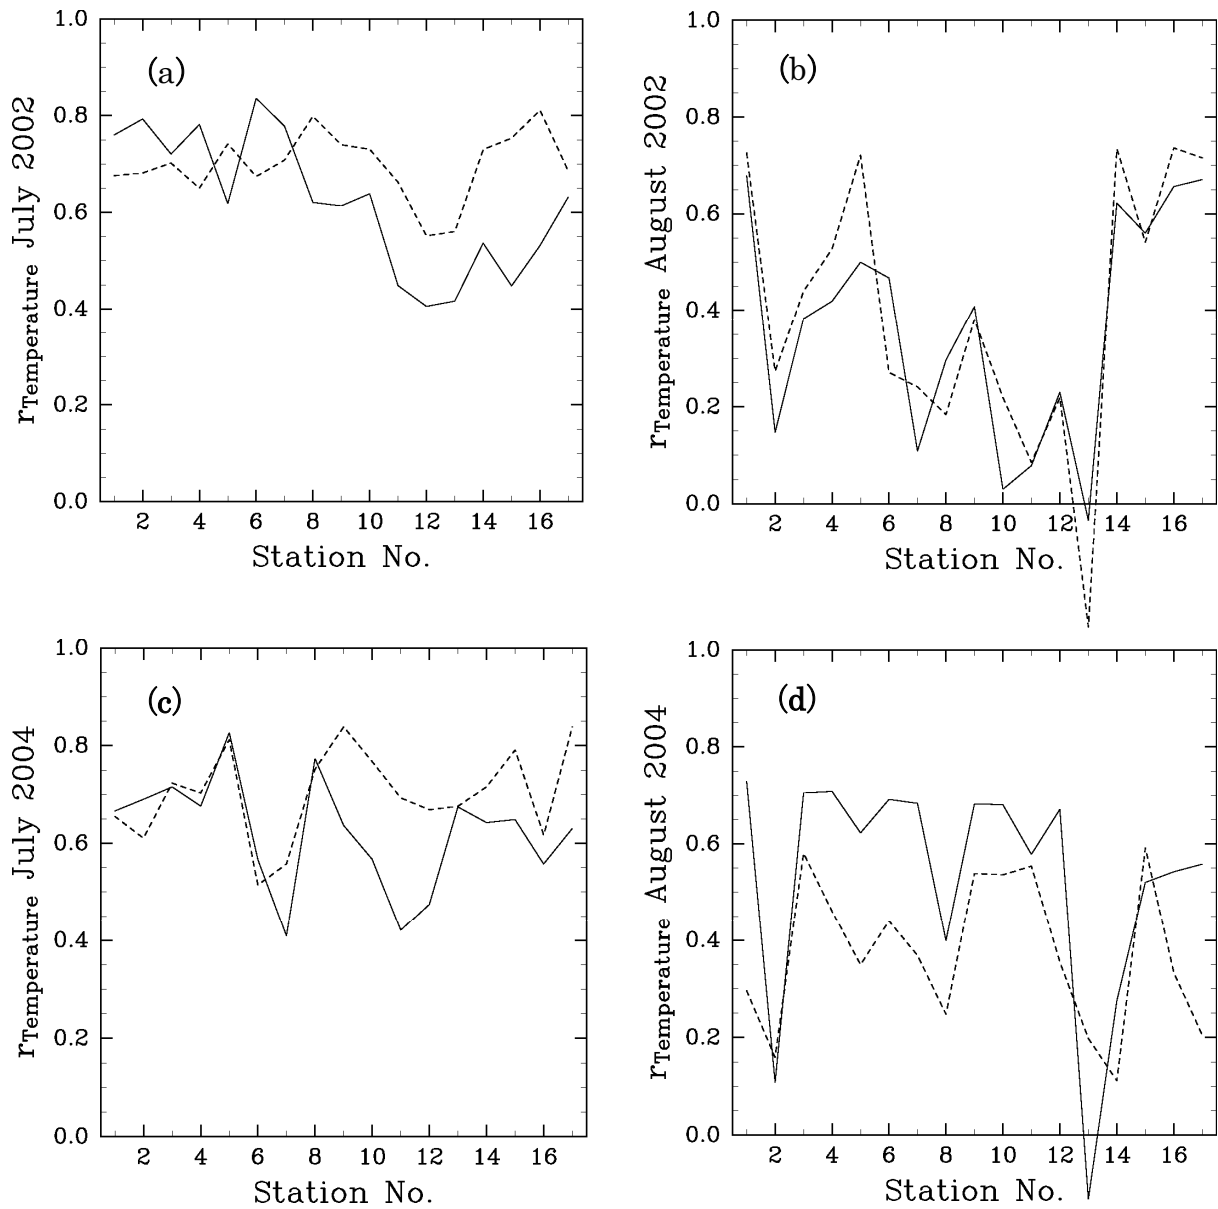 (a)
1.0
0.8
0.6
0.4
0.2
0.0
rTemperature July 2002
2 4 6 8 10 12 14 16
Station No.
(b)
1.0
0.8
0.6
0.4
0.2
0.0
rTemperature August 2002
2 4 6 8 10 12 14 16
Station No.
(c)
1.0
0.8
0.6
0.4
0.2
0.0
rTemperature July 2004
2 4 6 8 10 12 14 16
Station No.
(d)
1.0
0.8
0.6
0.4
0.2
0.0
rTemperature August 2004
2 4 6 8 10 12 14 16
Station No.